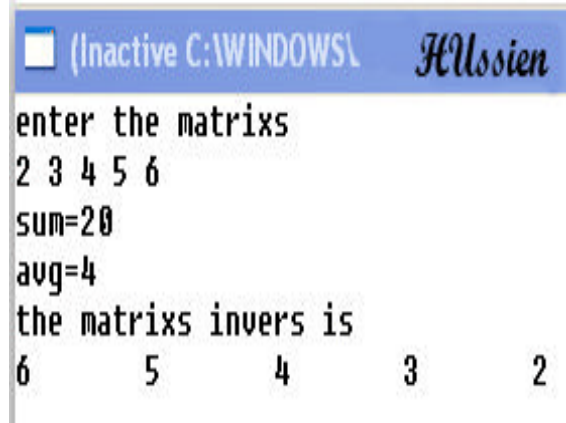 (Inactive C:\WINDOWS\ HUssien
enter the matrixs
2 3 4 5 6
sum=20
avg=4
the matrixs invers is
6 5 4 3 2